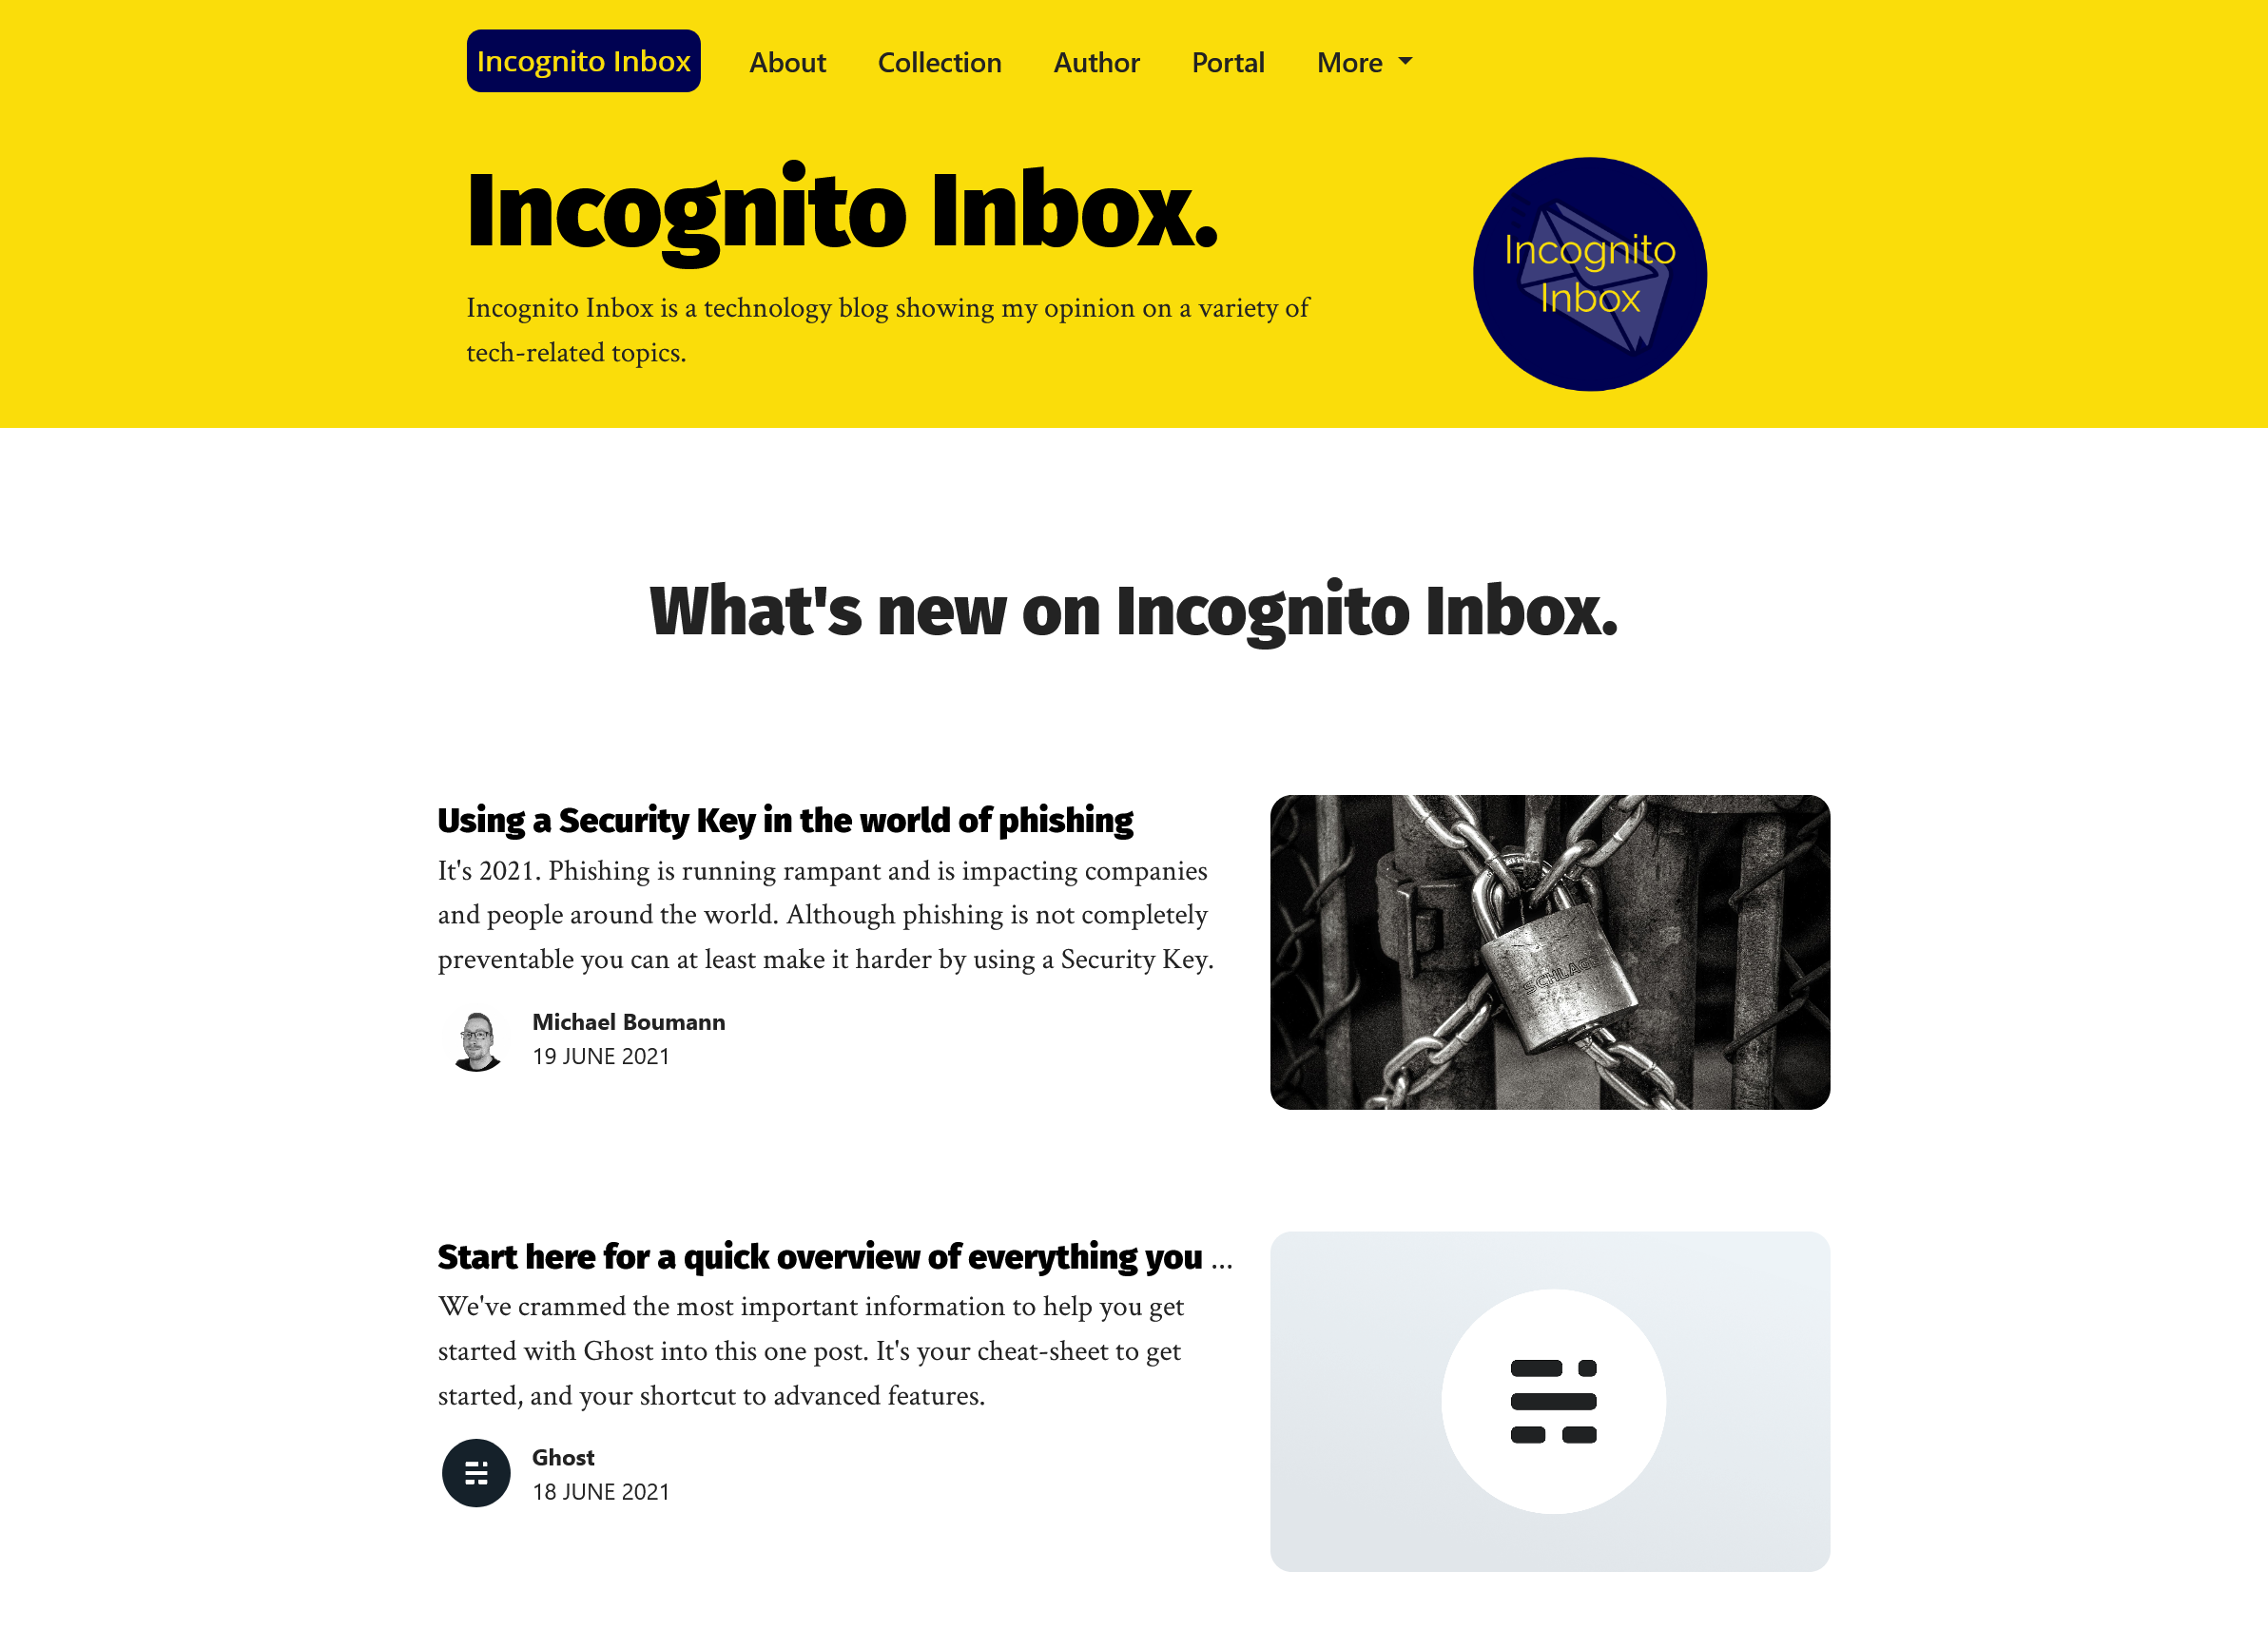 Incognito Inbox About Collection Author Portal More
Incognito Inbox.
Incognito Inbox is a technology blog showing my opinion on a variety of
tech-related topics.
Incognito
Inbox
What's new on Incognito Inbox.
Using a Security Key in the world of phishing
It's 2021. Phishing is running rampant and is impacting companies
and people around the world. Although phishing is not completely
preventable you can at least make it harder by using a Security Key.
Michael Boumann
19 JUNE 2021
SCHLAGE
Start here for a quick overview of everything you ...
We've crammed the most important information to help you get
started with Ghost into this one post. It's your cheat-sheet to get
started, and your shortcut to advanced features.
Ghost
18 JUNE 2021